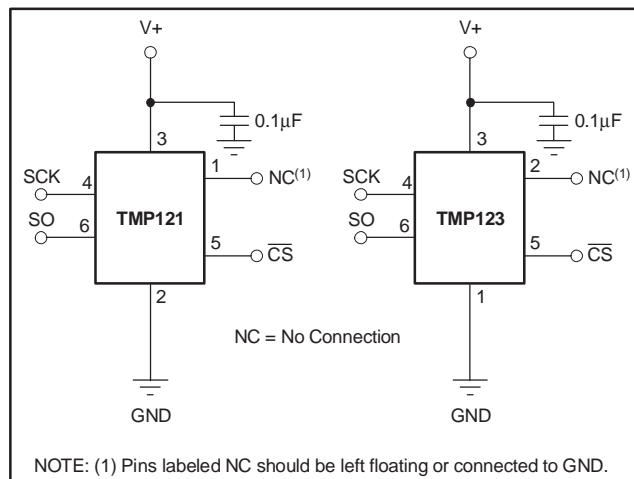 V+
0.1μF
3
1
NC(1)
SCK
4
SO
6
TMP121
5
CS
2
GND
V+
0.1μF
3
2
NC(1)
SCK
4
SO
6
TMP123
5
CS
1
GND
NC = No Connection
NOTE: (1) Pins labeled NC should be left floating or connected to GND.